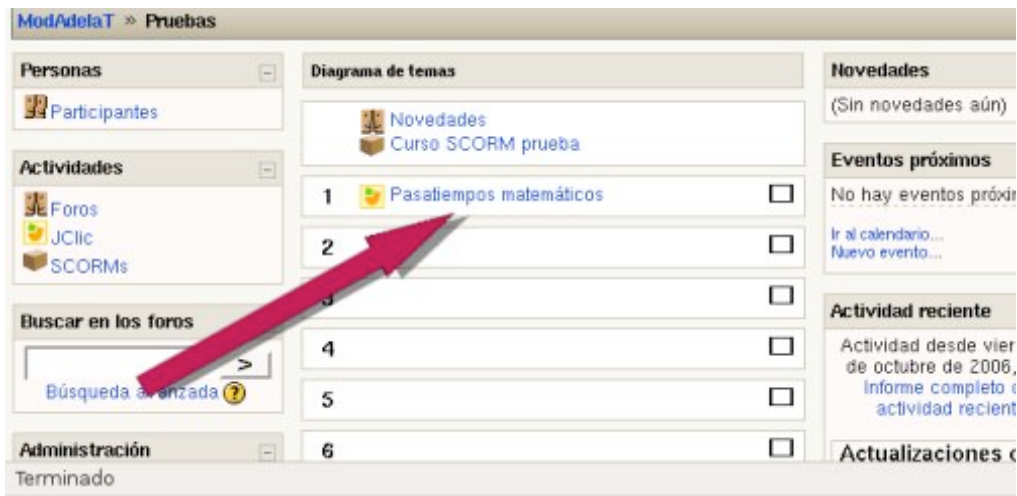 ModAdelaT » Pruebas
Personas
Participantes
Actividades
Foros
JClic
SCORMs
Buscar en los foros
>
Búsqueda avanzada ?
Administración
Diagrama de temas
Novedades
Curso SCORM prueba
1 Pasatiempos matemáticos
2
3
4
5
6
Novedades
(Sin novedades aún)
Eventos próximos
No hay eventos próxin
Ir al calendario...
Nuevo evento...
Actividad reciente
Actividad desde vier
de octubre de 2006,
Informe completo
actividad recient
Actualizaciones
Terminado